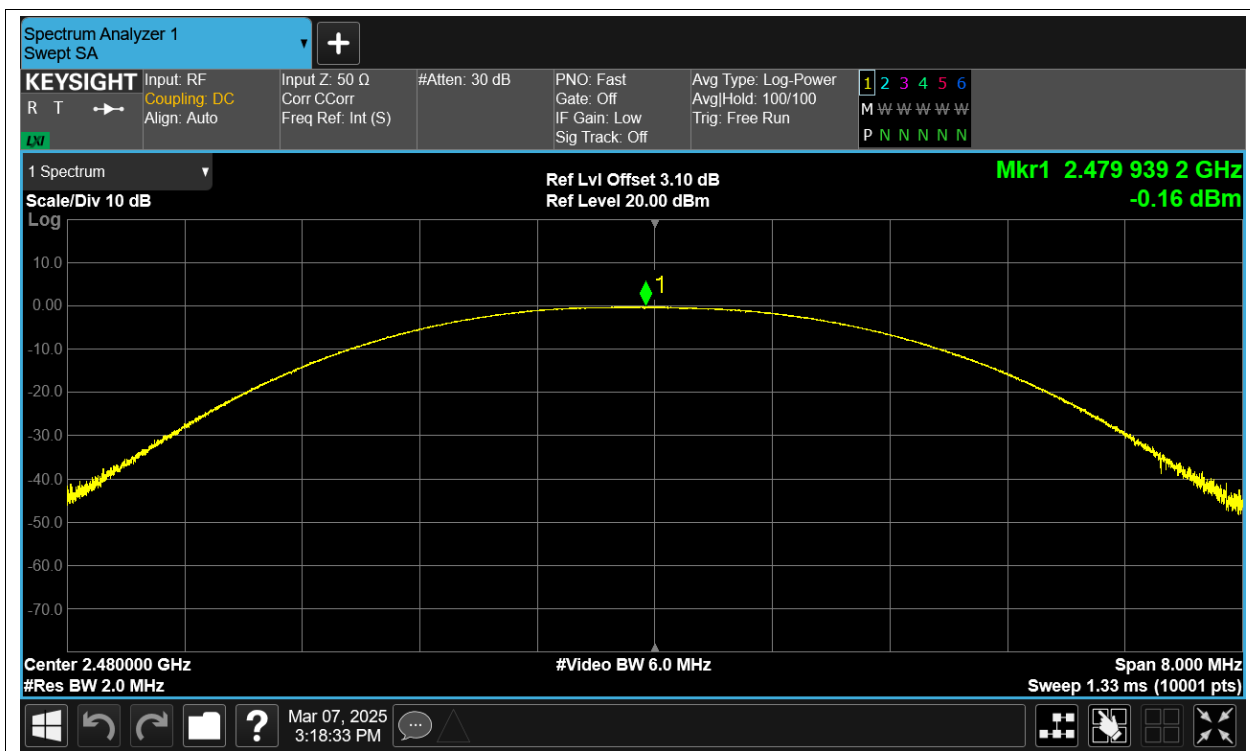 Spectrum Analyzer 1
Swept SA
+
KEYSIGHT
R T
LXI
Input: RF
Coupling: DC
Align: Auto
Input Z: 50 Ω
Corr CCorr
Freq Ref: Int (S)
#Atten: 30 dB
PNO: Fast
Gate: Off
IF Gain: Low
Sig Track: Off
Avg Type: Log-Power
Avg|Hold: 100/100
Trig: Free Run
1 2 3 4 5 6
M W W W W W
P N N N N N
1 Spectrum
Scale/Div 10 dB
Log
Ref Lvl Offset 3.10 dB
Ref Level 20.00 dBm
Mkr1 2.479 939 2 GHz
-0.16 dBm
10.0
0.00
-10.0
-20.0
-30.0
-40.0
-50.0
-60.0
-70.0
1
Center 2.480000 GHz
#Res BW 2.0 MHz
#Video BW 6.0 MHz
Span 8.000 MHz
Sweep 1.33 ms (10001 pts)
?
Mar 07, 2025
3:18:33 PM